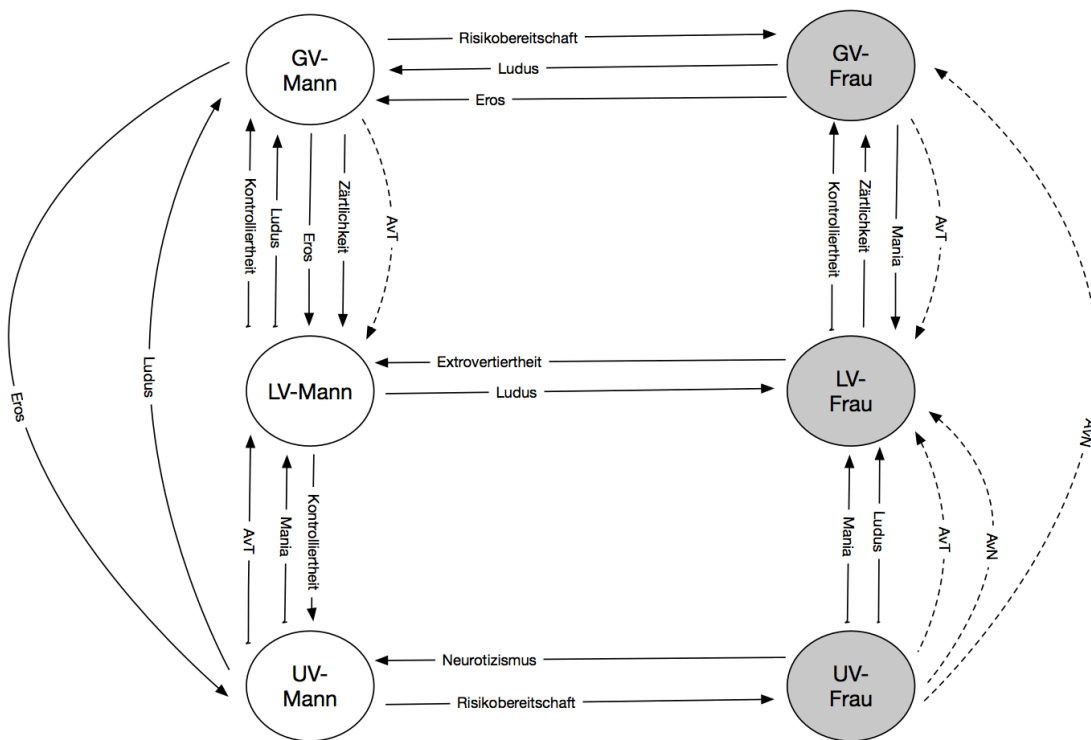 Risikobereitschaft
GV-
Mann
Ludus
GV-
Frau
Eros
Kontrolliertheit
Ludus
Eros
Zärtlichkeit
AvT
Kontrolliertheit
Zärtlichkeit
Mania
AvT
Extrovertiertheit
LV-Mann
Ludus
LV-
Frau
Eros
Ludus
AvN
AvT
Mania
Kontrolliertheit
Mania
Ludus
AvT
AvN
Neurotizismus
UV-
Mann
Risikobereitschaft
UV-
Frau